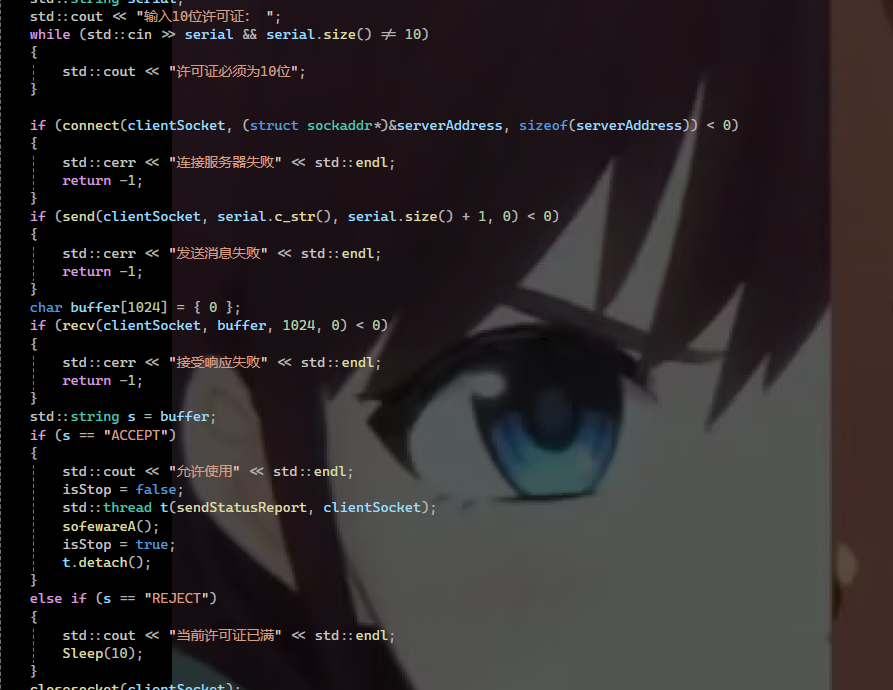 std::string serial;
std::cout << "输入10位许可证： ";
while (std::cin >> serial && serial.size() != 10)
{
std::cout << "许可证必须为10位";
}
if (connect(clientSocket, (struct sockaddr*)&serverAddress, sizeof(serverAddress)) < 0)
{
std::cerr << "连接服务器失败" << std::endl;
return -1;
}
if (send(clientSocket, serial.c_str(), serial.size() + 1, 0) < 0)
{
std::cerr << "发送消息失败" << std::endl;
return -1;
}
char buffer[1024] = { 0 };
if (recv(clientSocket, buffer, 1024, 0) < 0)
{
std::cerr << "接受响应失败" << std::endl;
return -1;
}
std::string s = buffer;
if (s == "ACCEPT")
{
std::cout << "允许使用" << std::endl;
isStop = false;
std::thread t(sendStatusReport, clientSocket);
sofewareA();
isStop = true;
t.detach();
}
else if (s == "REJECT")
{
std::cout << "当前许可证已满" << std::endl;
Sleep(10);
}
closesocket(clientSocket);